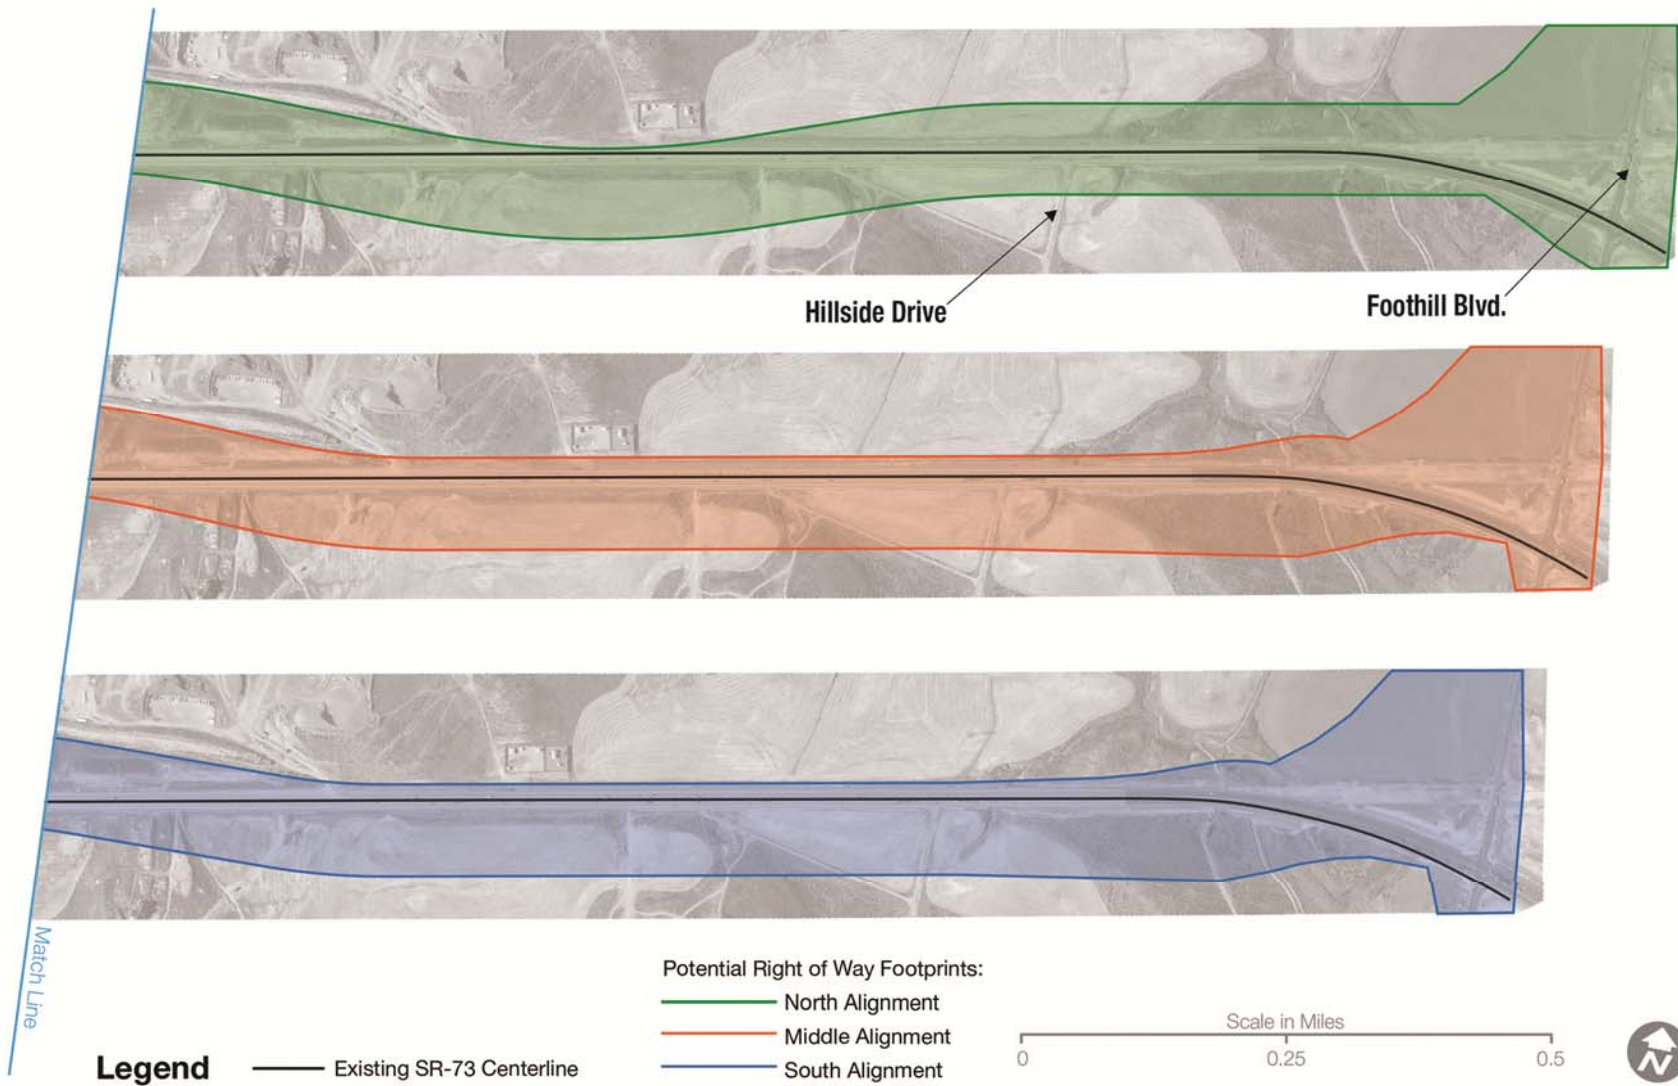 Hillside Drive
Foothill Blvd.
Match Line
Potential Right of Way Footprints:
North Alignment
Middle Alignment
South Alignment
Legend
Existing SR-73 Centerline
Scale in Miles
0 0.25 0.5
N